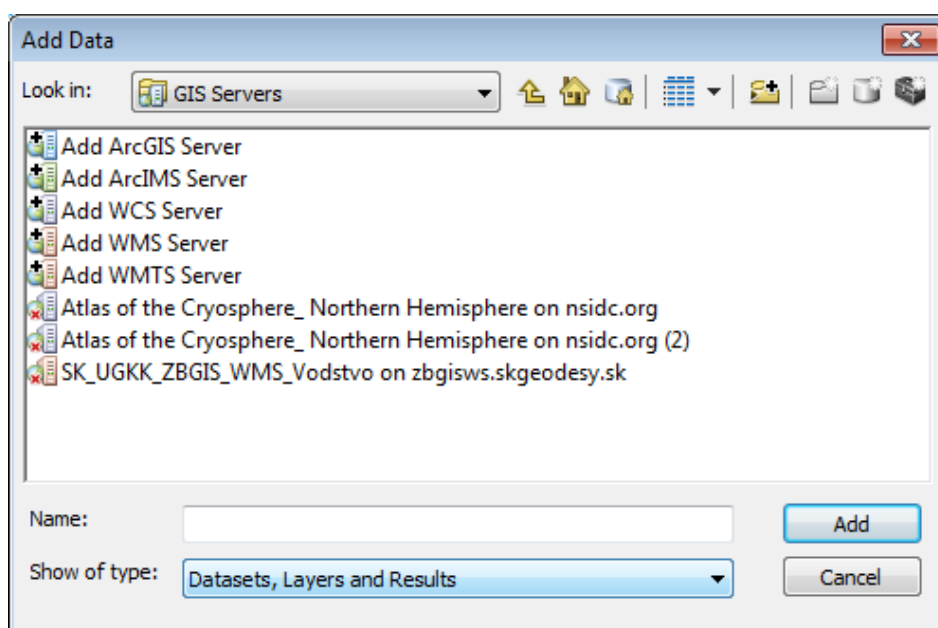 Add Data
Look in: GIS Servers
Add ArcGIS Server
Add ArcIMS Server
Add WCS Server
Add WMS Server
Add WMTS Server
Atlas of the Cryosphere_ Northern Hemisphere on nsidc.org
Atlas of the Cryosphere_ Northern Hemisphere on nsidc.org (2)
SK_UGKK_ZBGIS_WMS_Vodstvo on zbgisws.skgeodesy.sk
Name: Add
Show of type: Datasets, Layers and Results Cancel